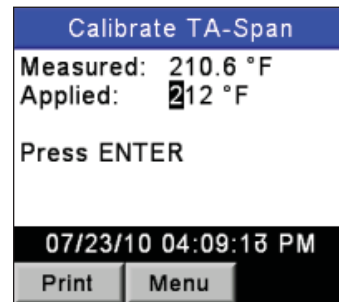 Calibrate TA-Span
Measured: 210.6 °F
Applied: 212 °F
Press ENTER
07/23/10 04:09:13 PM
Print Menu